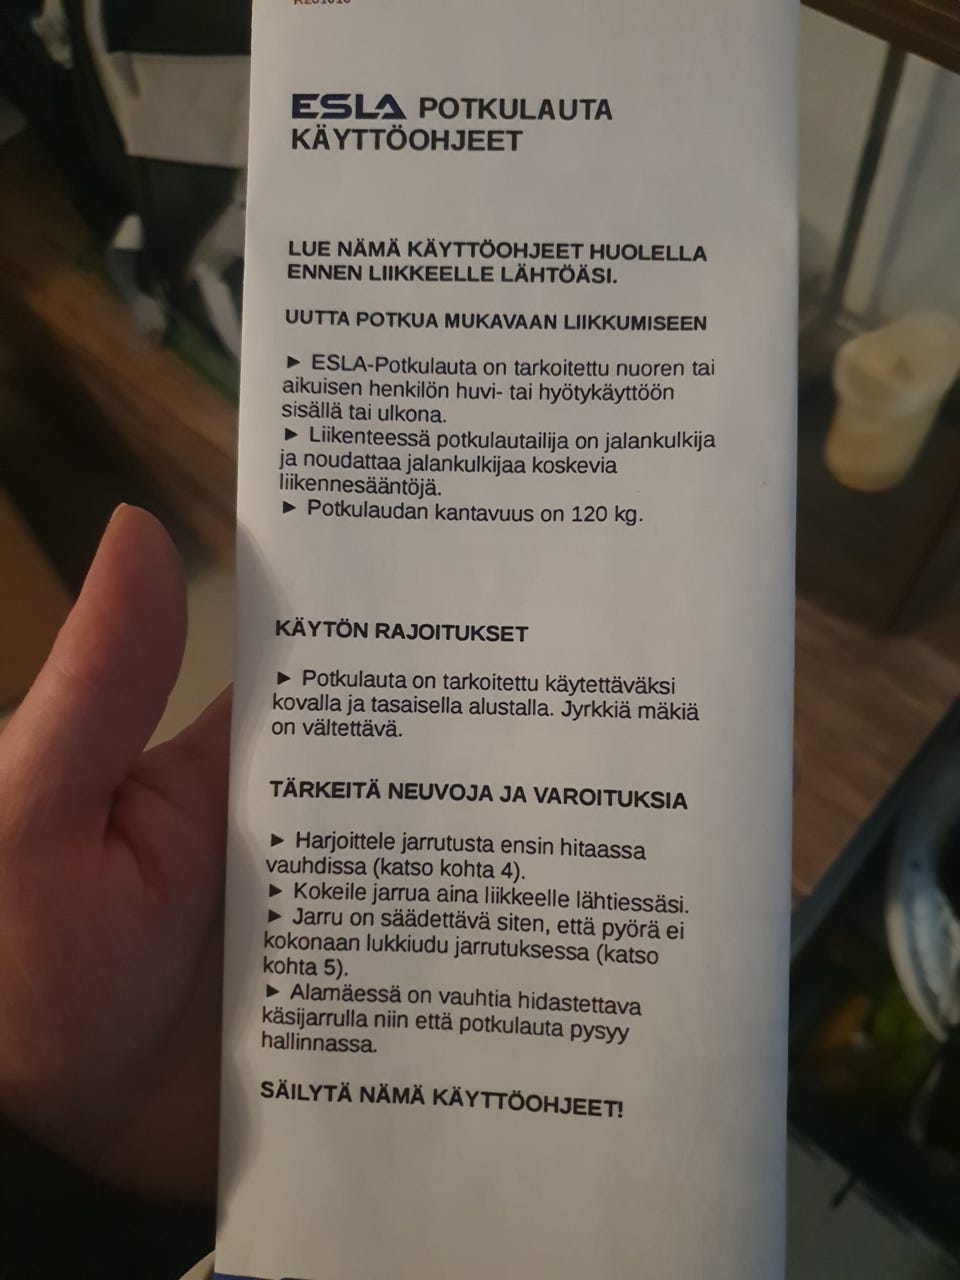 ESLA POTKULAUTA
KÄYTTÖOHJEET
LUE NÄMÄ KÄYTTÖOHJEET HUOLELLA
ENNEN LIIKKEELLE LÄHTÖÄSI.
UUTTA POTKUA MUKAVAAN LIIKKUMISEEN
► ESLA-Potkulauta on tarkoitettu nuoren tai
aikuisen henkilön huvi- tai hyötykäyttöön
sisällä tai ulkona.
► Liikenteessä potkulautailija on jalankulkija
ja noudattaa jalankulkijaa koskevia
liikennesääntöjä.
► Potkulaudan kantavuus on 120 kg.
KÄYTÖN RAJOITUKSET
► Potkulauta on tarkoitettu käytettäväksi
kovalla ja tasaisella alustalla. Jyrkkiä mäkiä
on vältettävä.
TÄRKEITÄ NEUVOJA JA VAROITUKSIA
► Harjoittele jarrutusta ensin hitaassa
vauhdissa (katso kohta 4).
► Kokeile jarrua aina liikkeelle lähtiessäsi.
► Jarru on säädettävä siten, että pyörä ei
kokonaan lukkiudu jarrutuksessa (katso
kohta 5).
► Alamäessä on vauhtia hidastettava
käsijarrulla niin että potkulauta pysyy
hallinnassa.
SÄILYTÄ NÄMÄ KÄYTTÖOHJEET!